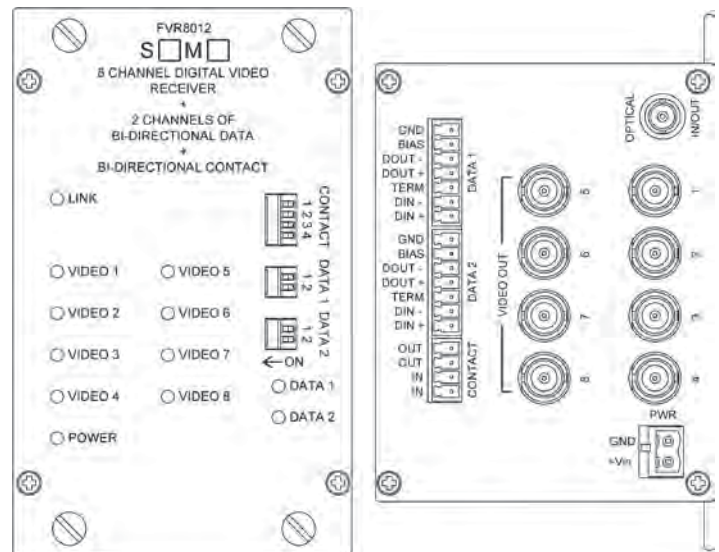 FVR8012
S M
8 CHANNEL DIGITAL VIDEO
RECEIVER
+
2 CHANNELS OF
BI-DIRECTIONAL DATA
+
BI-DIRECTIONAL CONTACT
LINK
VIDEO 1
VIDEO 2
VIDEO 3
VIDEO 4
POWER
VIDEO 5
VIDEO 6
VIDEO 7
VIDEO 8
CONTACT
1 2 3 4
DATA 1
1 2
DATA 2
1 2
←ON
DATA 1
DATA 2
GND
BIAS
DOUT -
DOUT +
TERM
DIN -
DIN +
DATA 1
GND
BIAS
DOUT -
DOUT +
TERM
DIN -
DIN +
DATA 2
OUT
OUT
IN
IN
CONTACT
VIDEO OUT
5
6
7
8
OPTICAL
IN/OUT
1
2
3
4
PWR
GND
+Vin